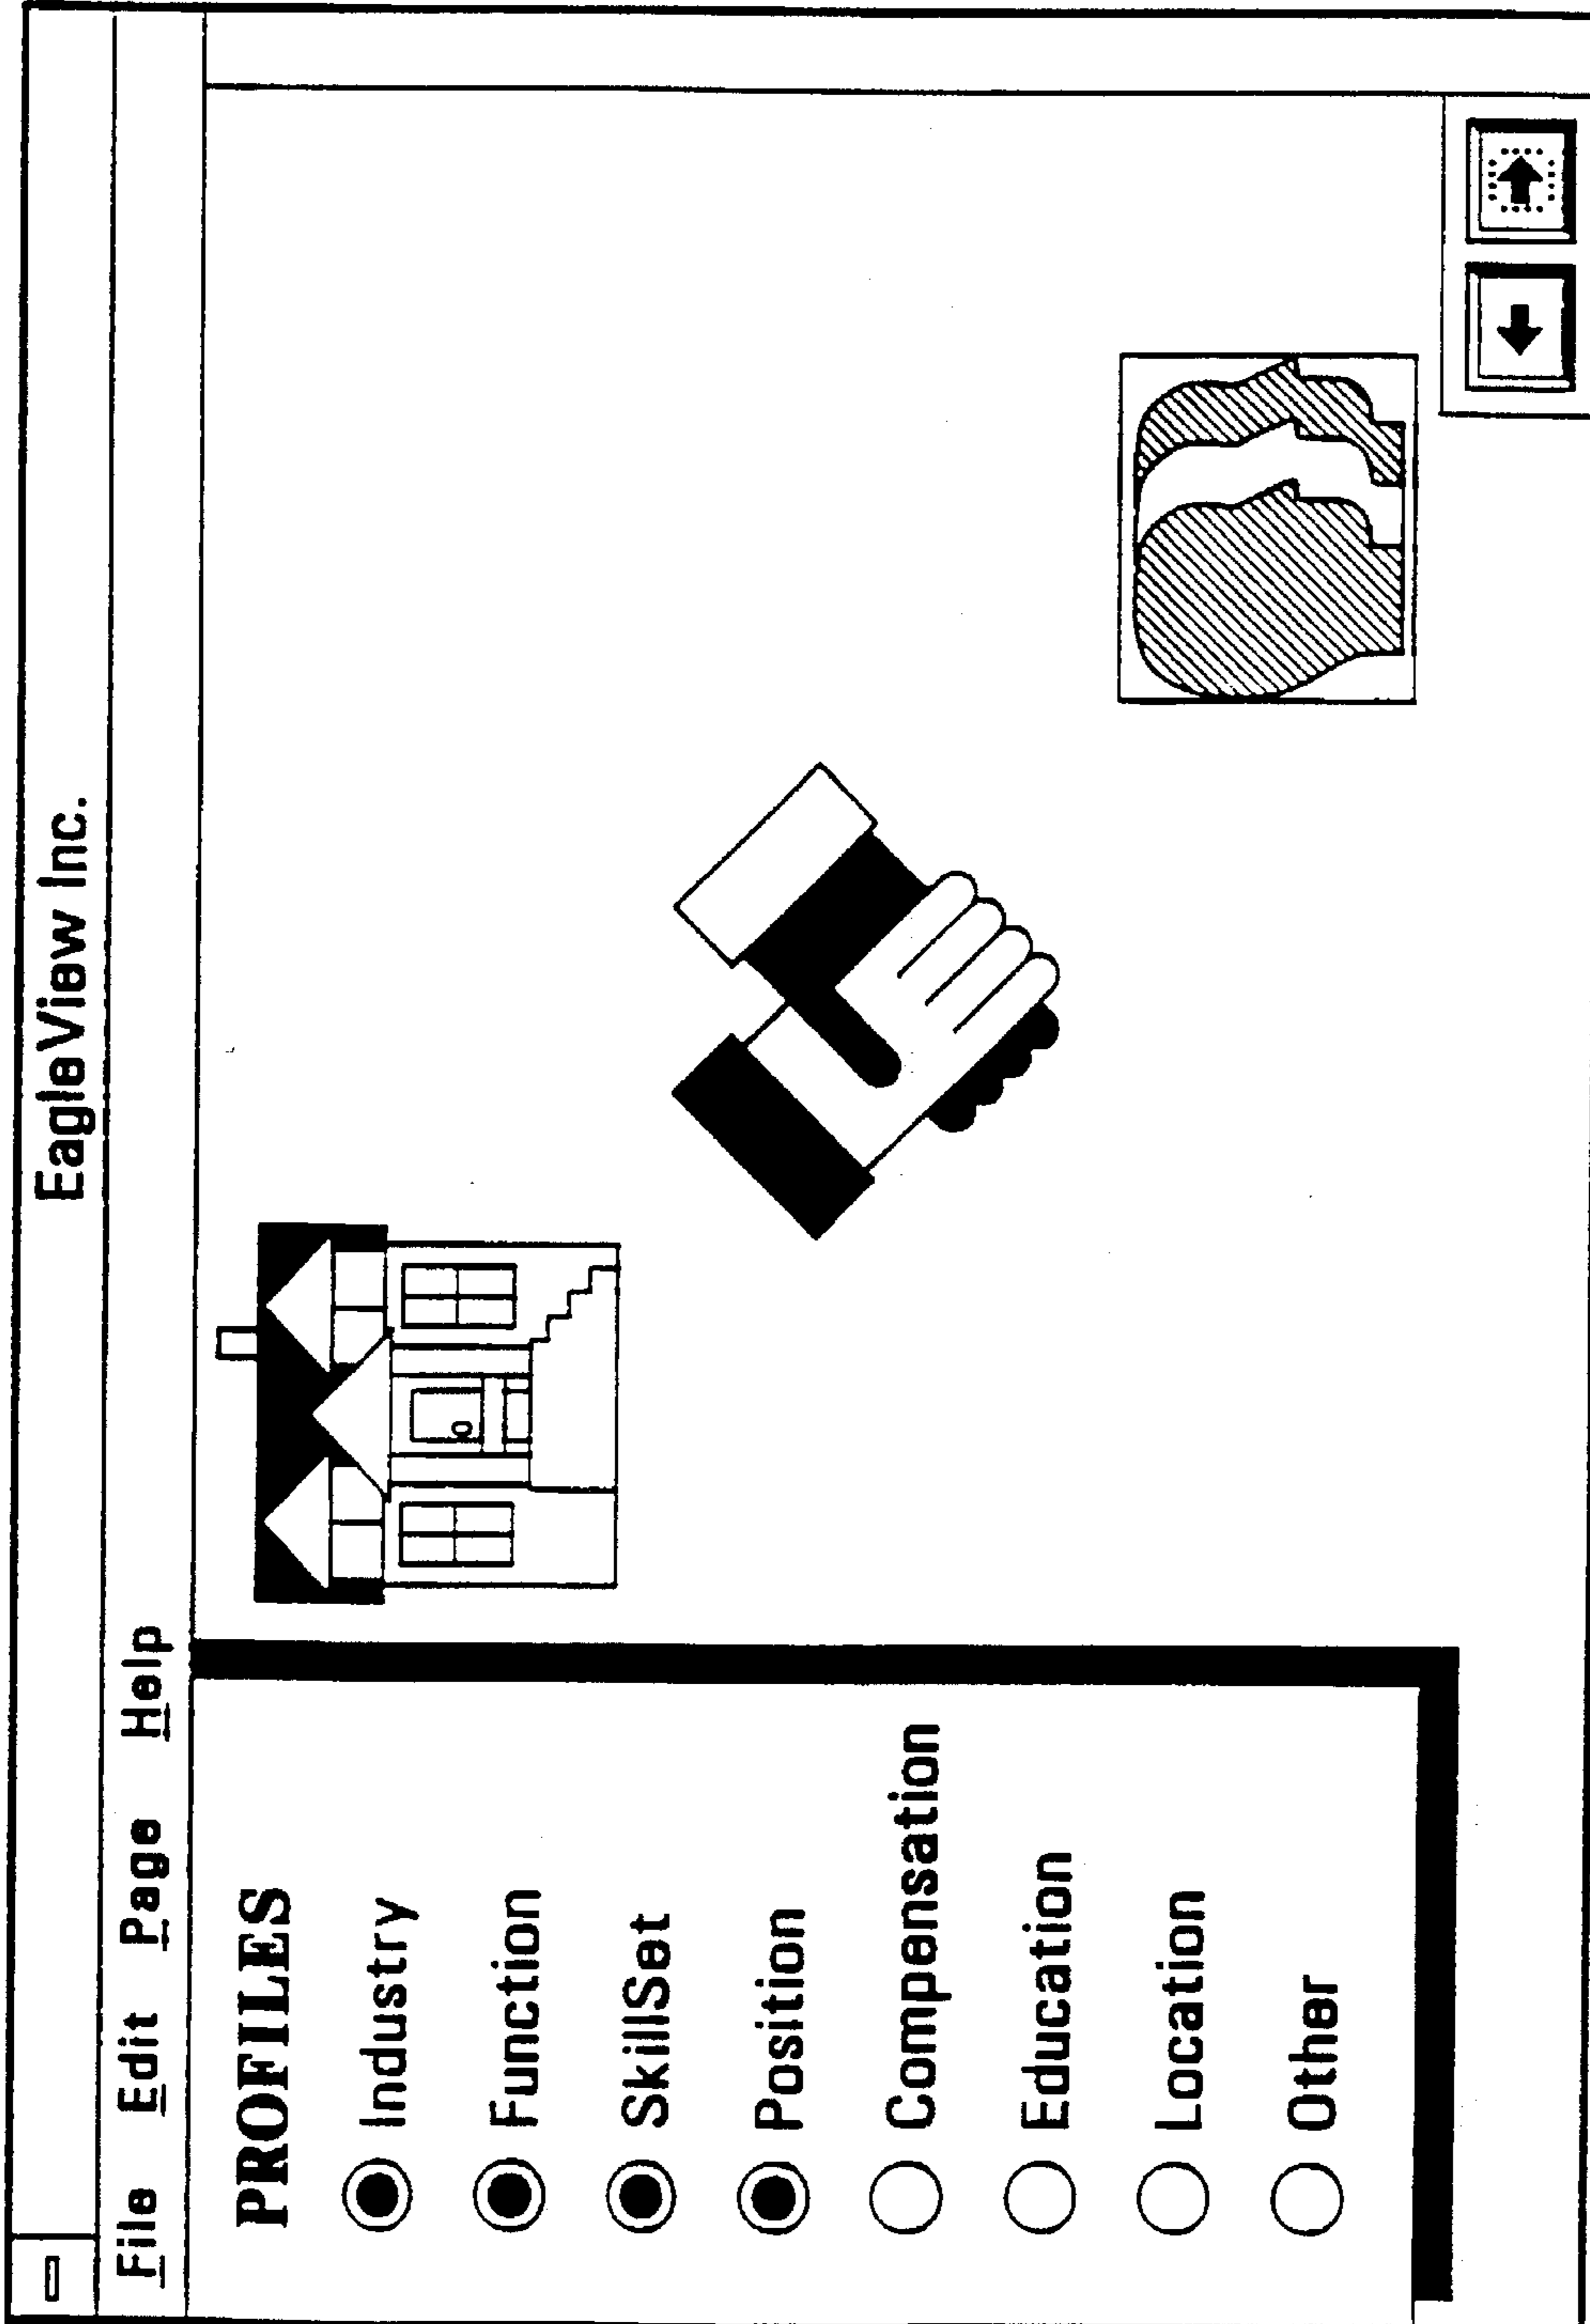 EagleView Inc.
File Edit Page Help
PROFILES
Industry
Function
SkillSet
Position
Compensation
Education
Location
Other